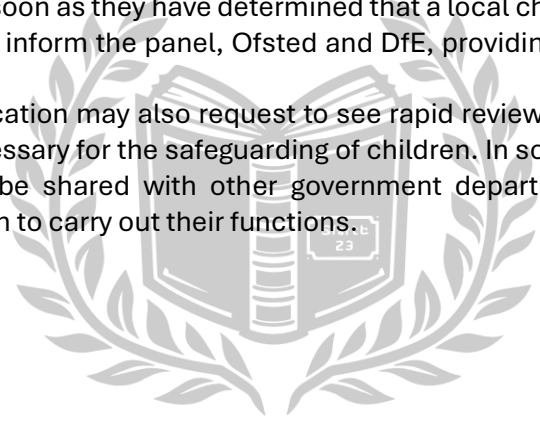 soon as they have determined that a local ch
inform the panel, Ofsted and DfE, providin
cation may also request to see rapid review
essary for the safeguarding of children. In so
be shared with other government depart
n to carry out their functions.
23